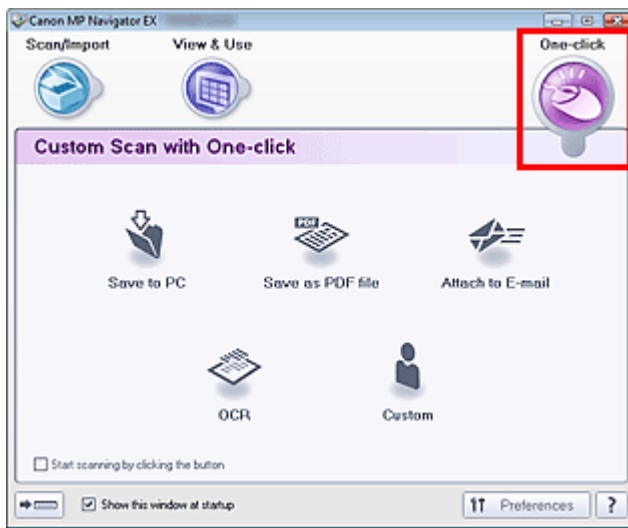 Canon MP Navigator EX
Scan/Import View & Use One-click
Custom Scan with One-click
PDF
Save to PC Save as PDF file Attach to E-mail
OCR Custom
Start scanning by clicking the button
Show this window at startup Preferences ?